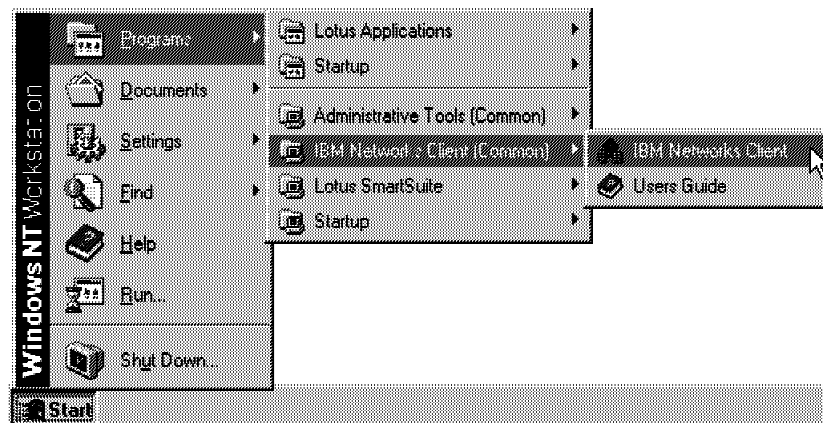 Windows NT Workstation
Programs
Documents
Settings
Find
Help
Run...
Shut Down...
Start
Lotus Applications
Startup
Administrative Tools (Common)
IBM Networks Client (Common)
Lotus SmartSuite
Startup
IBM Networks Client
Users Guide